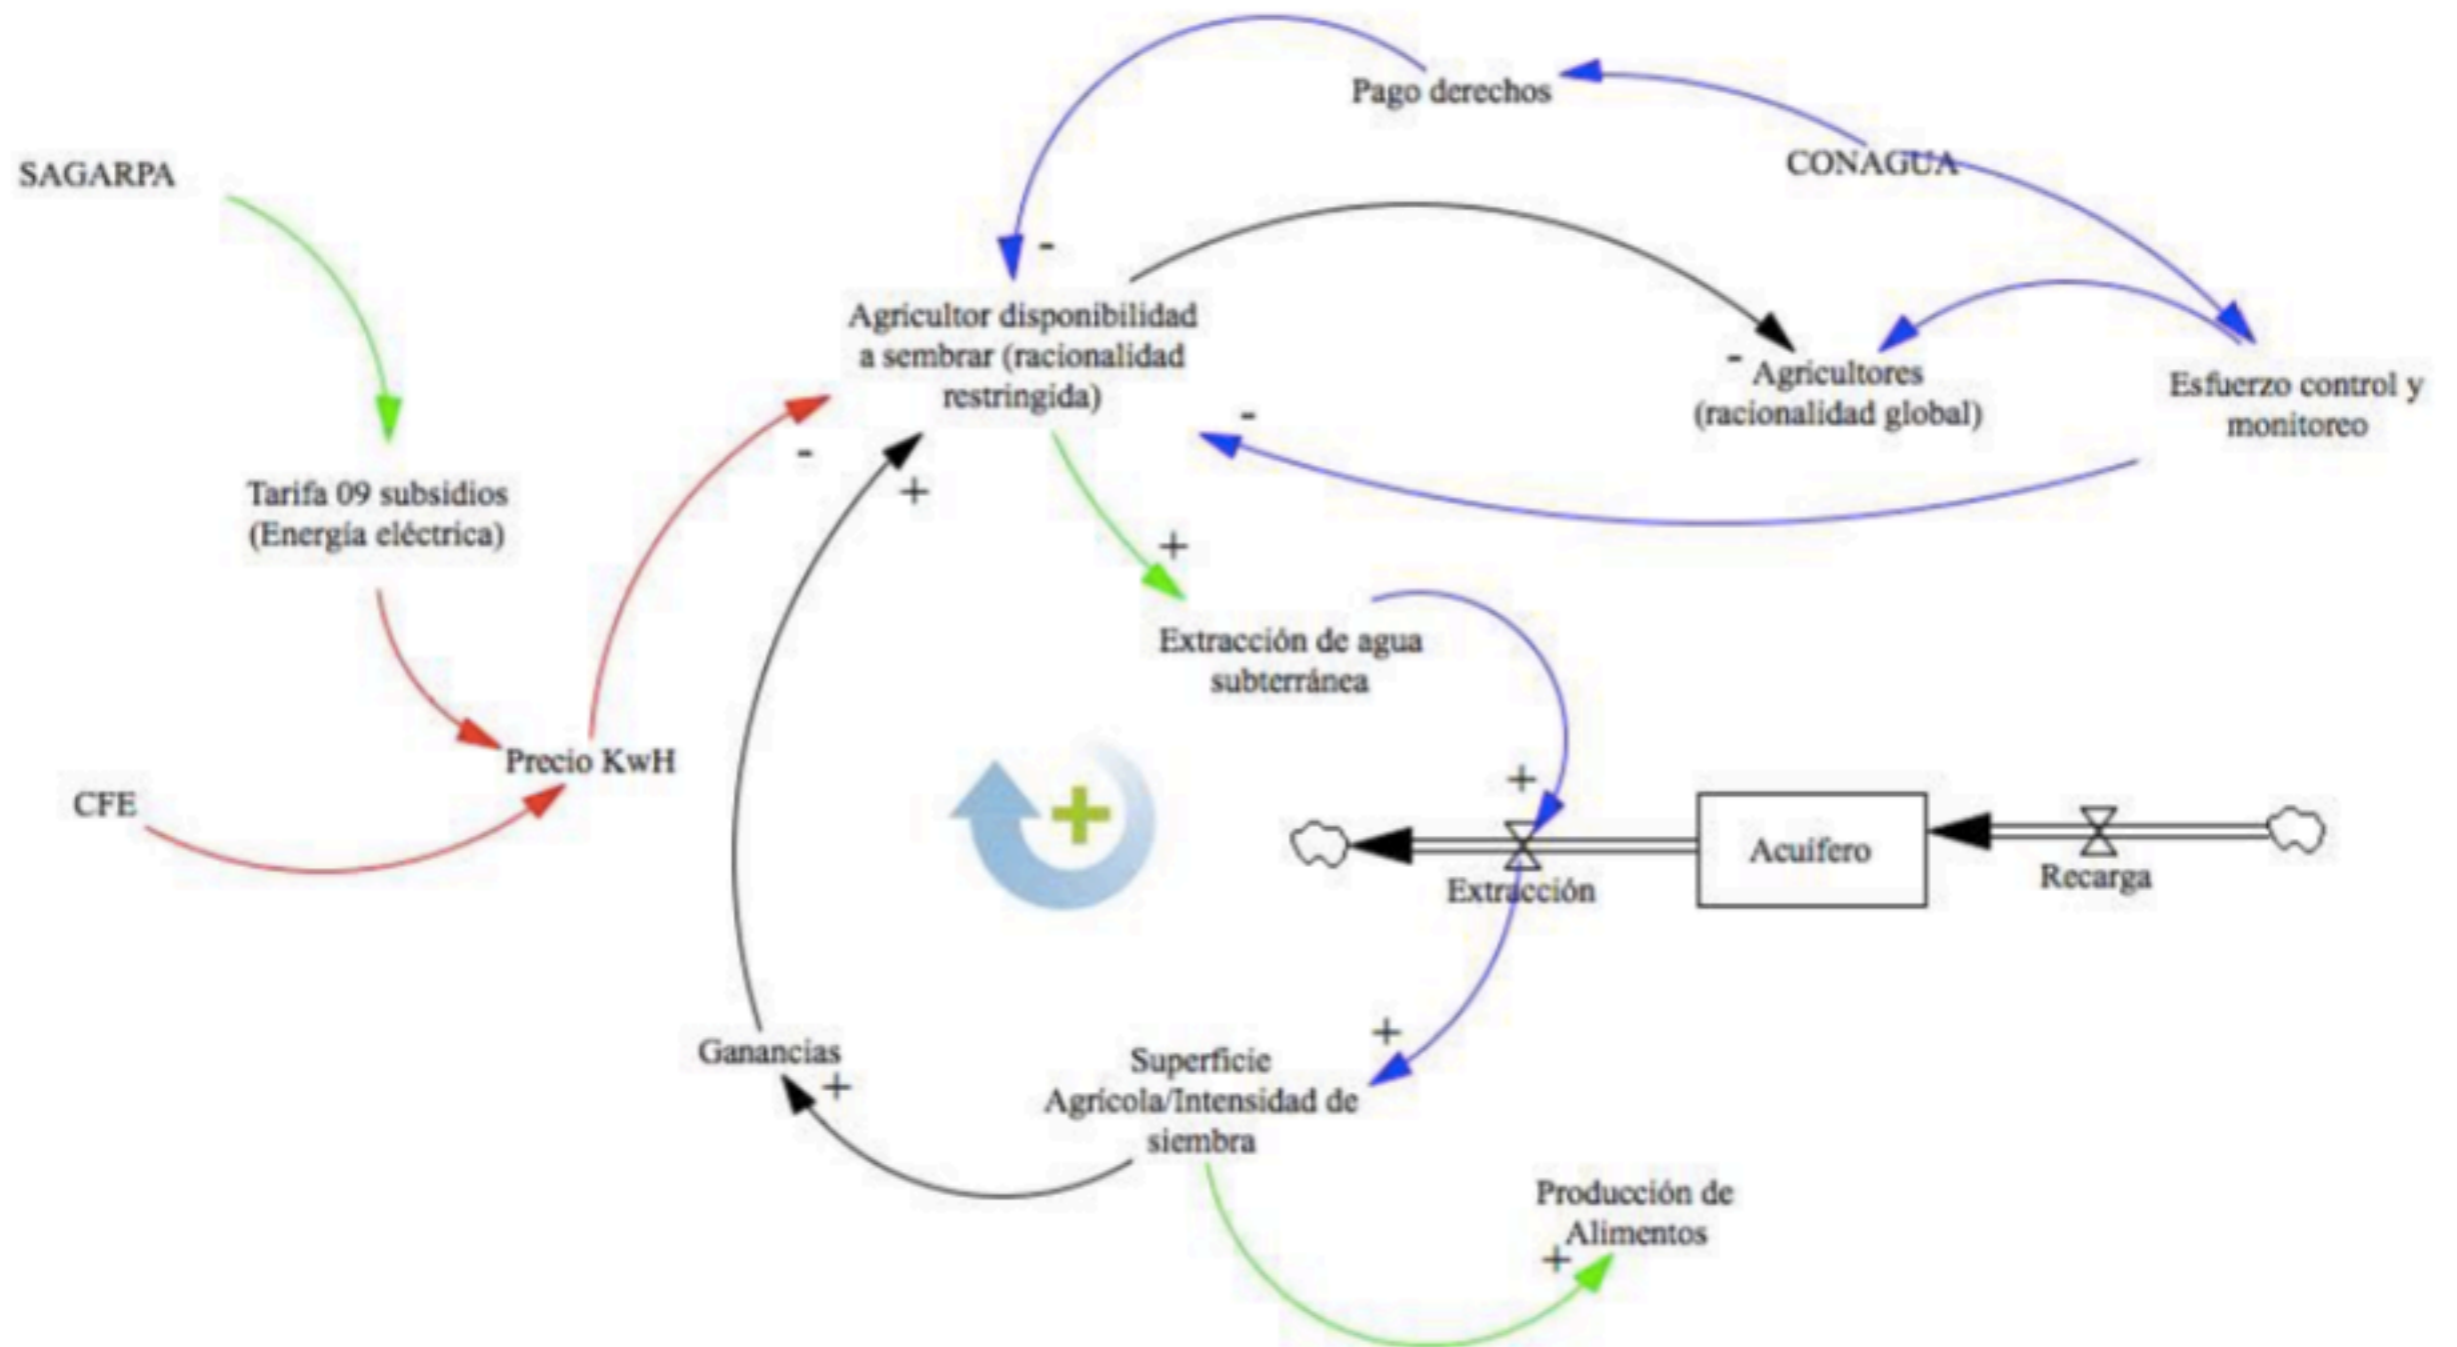 Pago derechos
CONAGUA
SAGARPA
-
Agricultor disponibilidad
a sembrar (racionalidad
restringida)
-
Agricultores
(racionalidad global)
Esfuerzo control y
monitoreo
-
-
+
Tarifa 09 subsidios
(Energía eléctrica)
+
Extracción de agua
subterránea
Precio KwH
CFE
+
+
Acuífero
Extracción
Recarga
+
Ganancias
+
Superficie
Agrícola/Intensidad de
siembra
Producción de
Alimentos
+